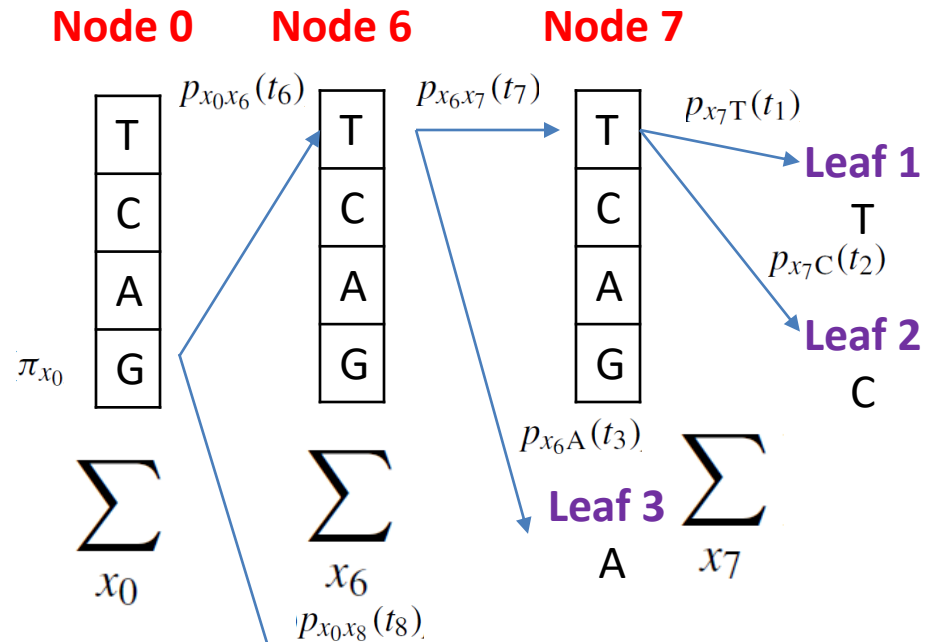 Node 0 Node 6 Node 7
p_{x_0x_6}(t_6) p_{x_6x_7}(t_7) p_{x_7T}(t_1)
T T T
Leaf 1
T
C C C
p_{x_7C}(t_2)
A A A
Leaf 2
C
π_{x_0} G G G
p_{x_6A}(t_3)
∑ x_0
∑ x_6
Leaf 3
A
∑ x_7
p_{x_0x_8}(t_8)